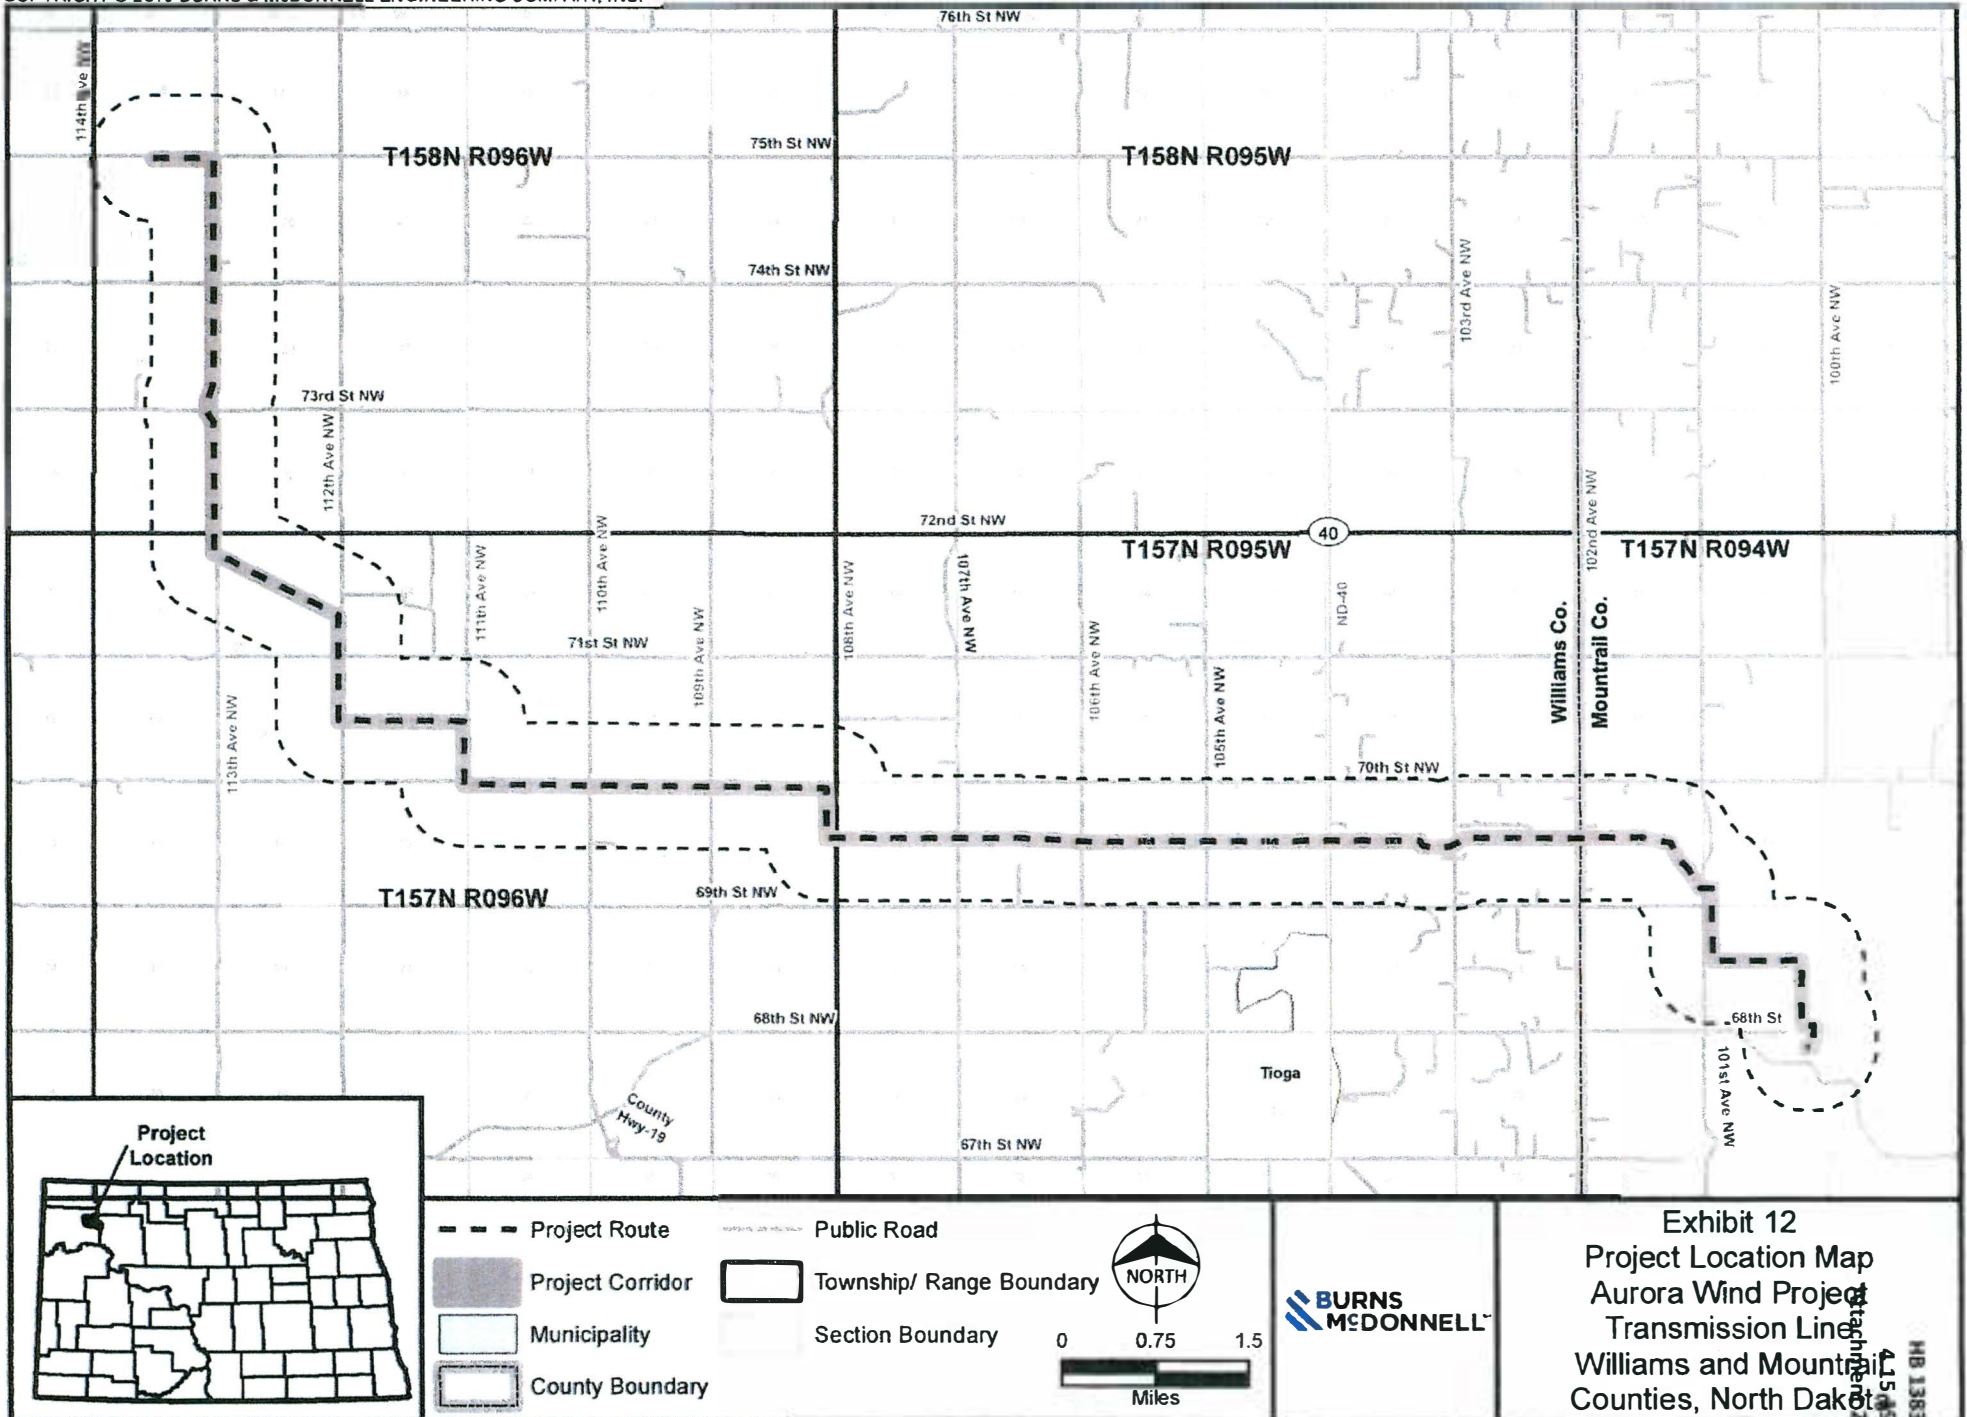 76th St NW
114th Ave
T158N R096W
75th St NW
T158N R095W
74th St NW
103rd Ave NW
100th Ave NW
73rd St NW
112th Ave NW
72nd St NW
40
102nd Ave NW
T157N R095W
T157N R094W
111th Ave NW
110th Ave NW
109th Ave NW
108th Ave NW
107th Ave NW
106th Ave NW
105th Ave NW
ND-40
71st St NW
Williams Co.
Mountrail Co.
113th Ave NW
70th St NW
T157N R096W
69th St NW
68th St NW
68th St
101st Ave NW
Tioga
County
Hwy-19
67th St NW
Project
Location
Project Route
Project Corridor
Municipality
County Boundary
Public Road
Township/ Range Boundary
Section Boundary
NORTH
0 0.75 1.5
Miles
BURNS
McDONNELL
Exhibit 12
Project Location Map
Aurora Wind Project
Transmission Line
Williams and Mountrail
Counties, North Dakot